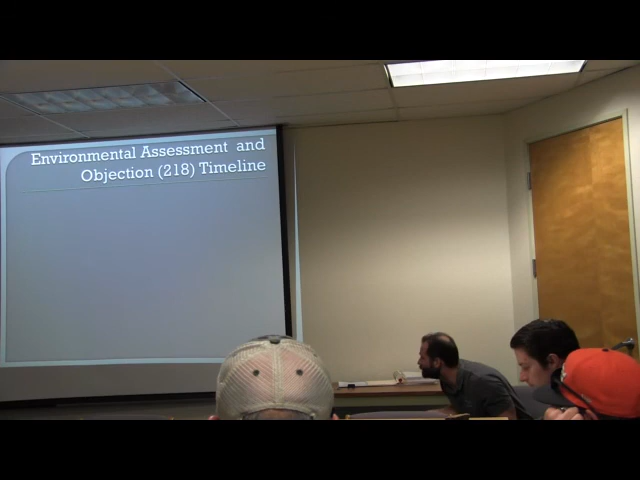 Environmental Assessment and
Objection (218) Timeline